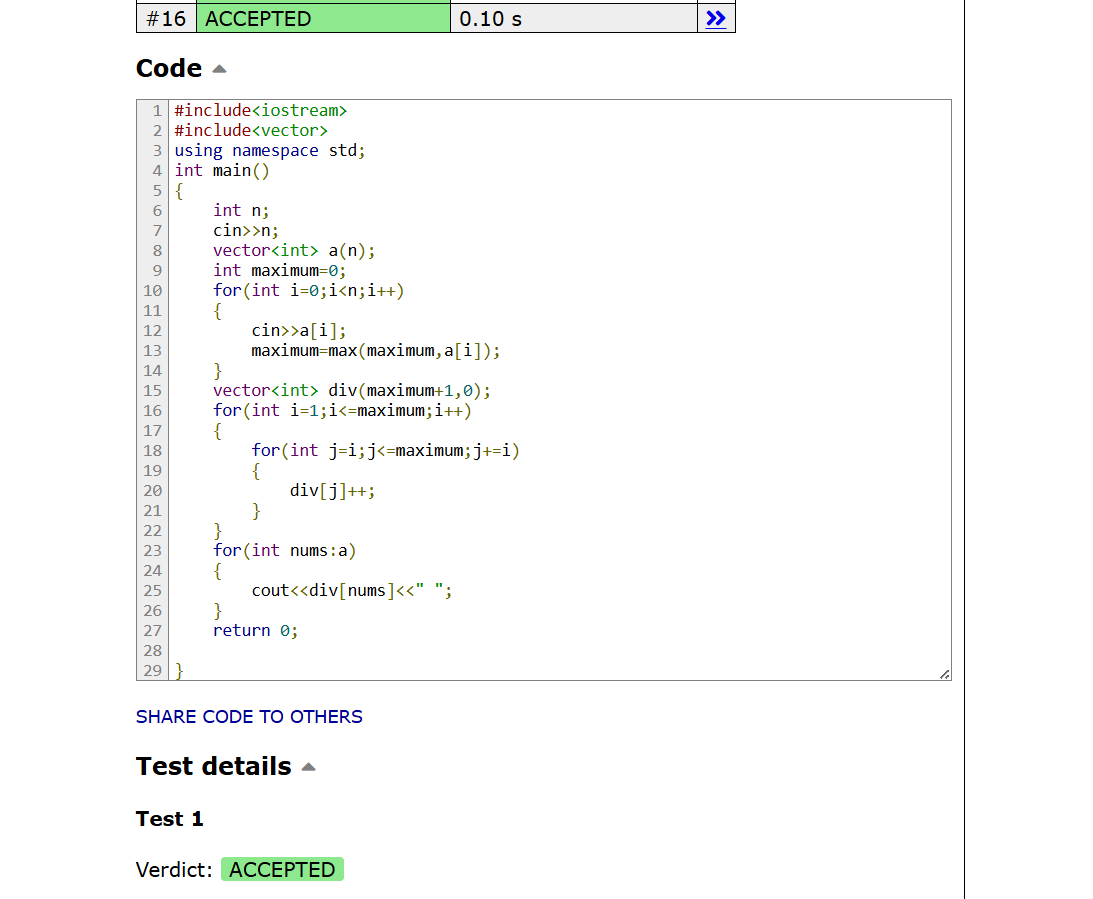 #16 ACCEPTED 0.10 s >>
Code
1 #include<iostream>
2 #include<vector>
3 using namespace std;
4 int main()
5 {
6     int n;
7     cin>>n;
8     vector<int> a(n);
9     int maximum=0;
10     for(int i=0;i<n;i++)
11     {
12         cin>>a[i];
13         maximum=max(maximum,a[i]);
14     }
15     vector<int> div(maximum+1,0);
16     for(int i=1;i<=maximum;i++)
17     {
18         for(int j=i;j<=maximum;j+=i)
19         {
20             div[j]++;
21         }
22     }
23     for(int nums:a)
24     {
25         cout<<div[nums]<<" ";
26     }
27     return 0;
28
29 }
SHARE CODE TO OTHERS
Test details
Test 1
Verdict: ACCEPTED